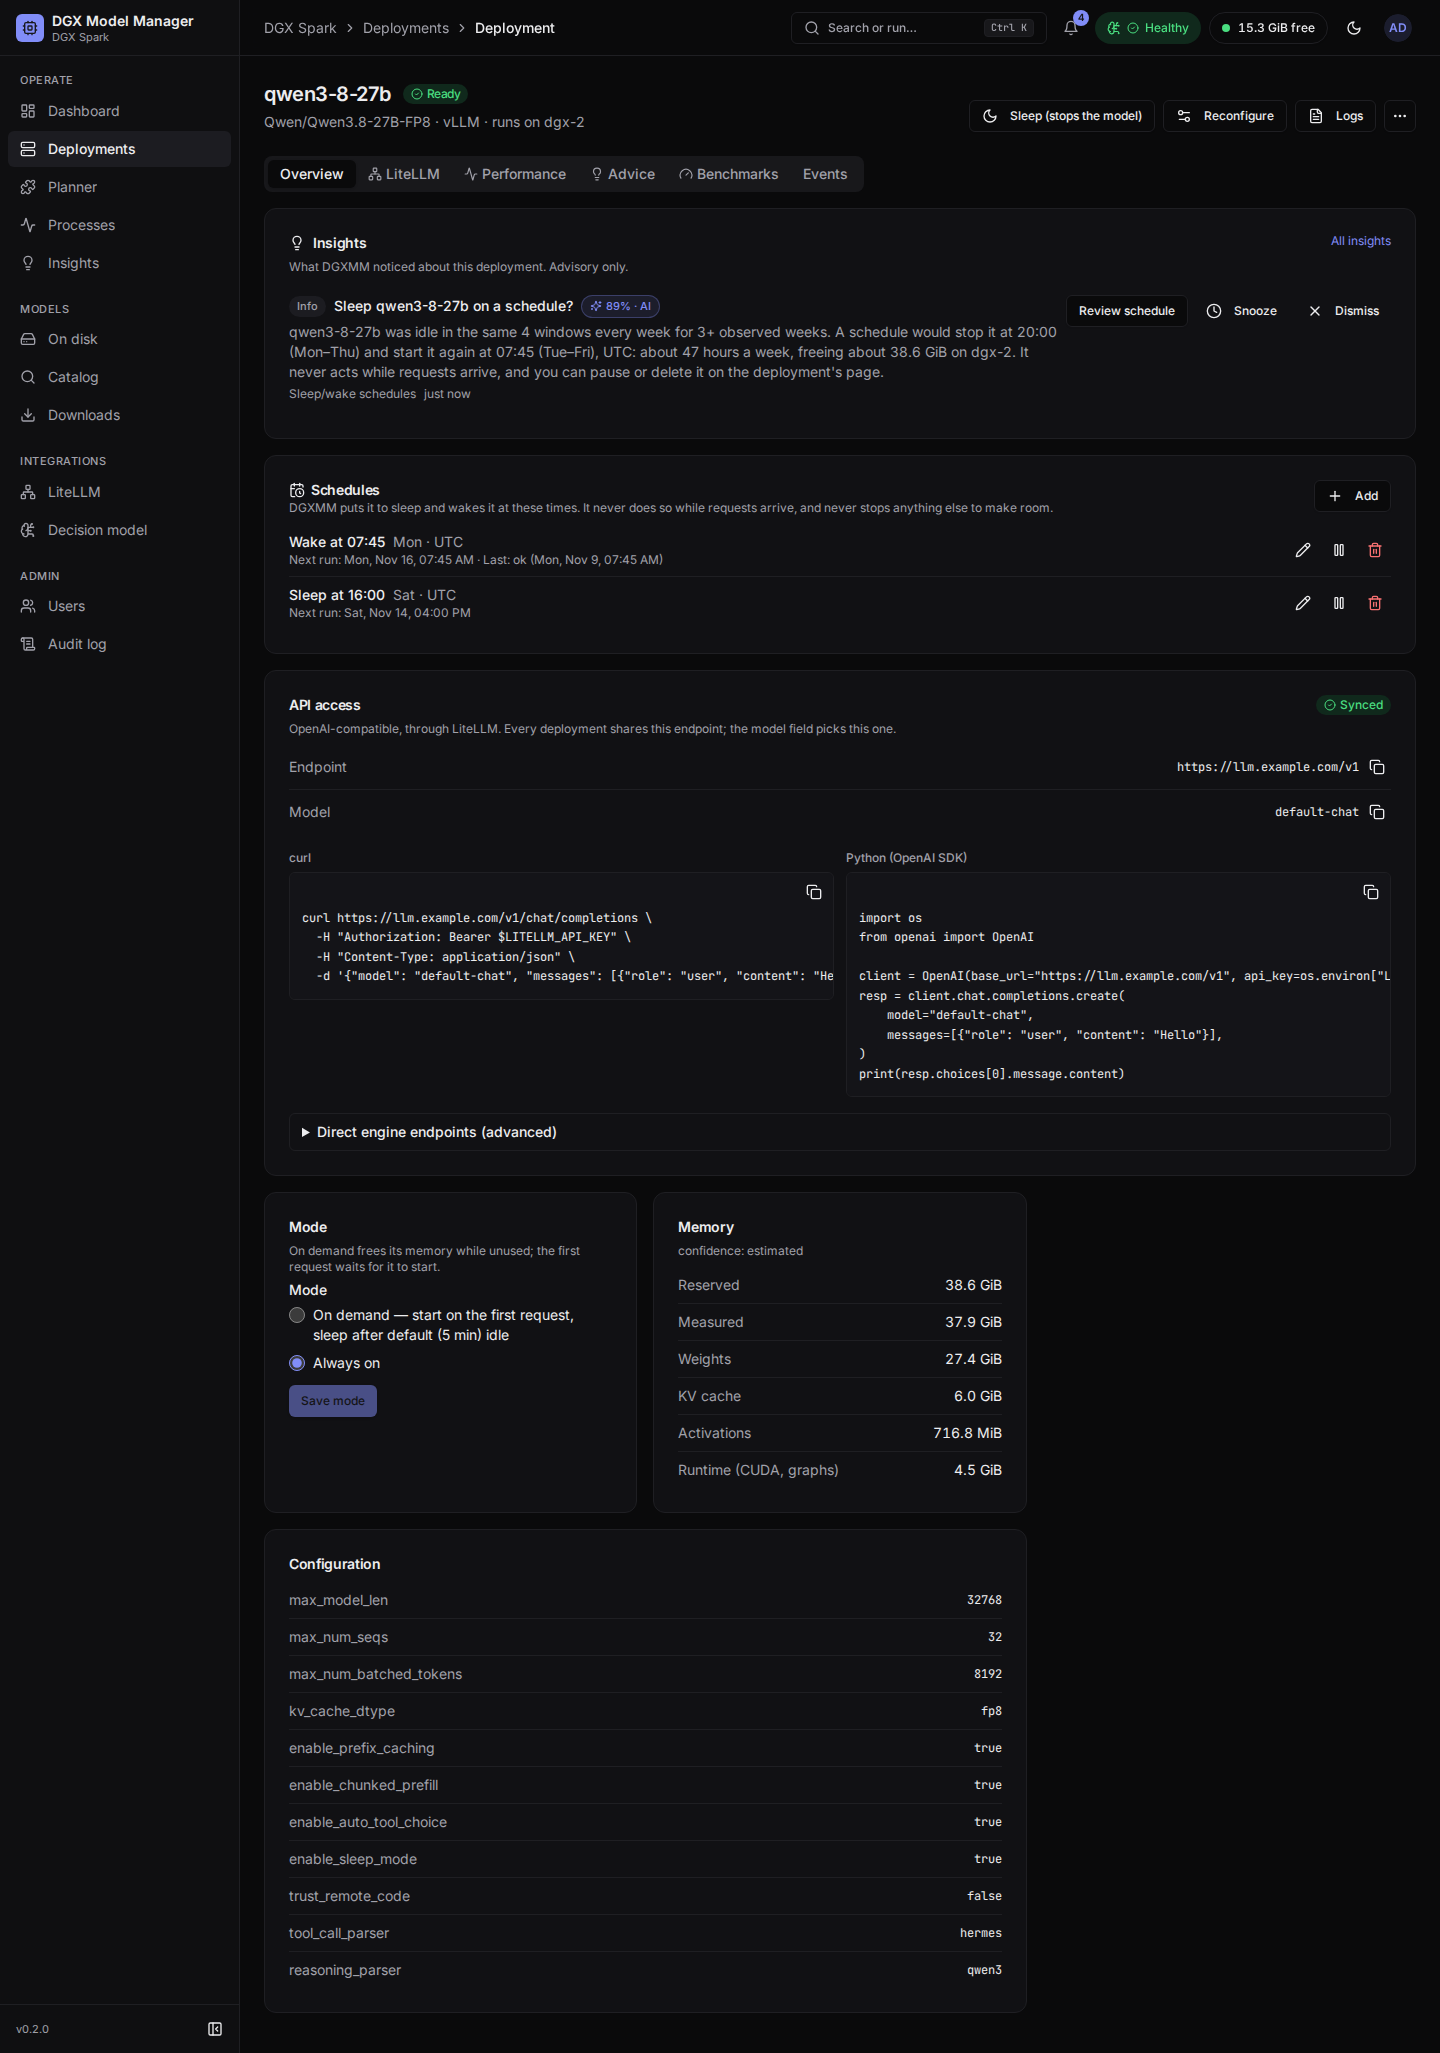 DGX Model Manager
DGX Spark
DGX Spark > Deployments > Deployment
Search or run...
Ctrl K
4
Healthy
15.3 GiB free
AD
OPERATE
Dashboard
Deployments
Planner
Processes
Insights
MODELS
On disk
Catalog
Downloads
INTEGRATIONS
LiteLLM
Decision model
ADMIN
Users
Audit log
v0.2.0
qwen3-8-27b
Ready
Qwen/Qwen3.8-27B-FP8 · vLLM · runs on dgx-2
Sleep (stops the model)
Reconfigure
Logs
Overview
LiteLLM
Performance
Advice
Benchmarks
Events
Insights
All insights
What DGXMM noticed about this deployment. Advisory only.
Info
Sleep qwen3-8-27b on a schedule?
89% · AI
Review schedule
Snooze
Dismiss
qwen3-8-27b was idle in the same 4 windows every week for 3+ observed weeks. A schedule would stop it at 20:00
(Mon–Thu) and start it again at 07:45 (Tue–Fri), UTC: about 47 hours a week, freeing about 38.6 GiB on dgx-2. It
never acts while requests arrive, and you can pause or delete it on the deployment's page.
Sleep/wake schedules just now
Schedules
Add
DGXMM puts it to sleep and wakes it at these times. It never does so while requests arrive, and never stops anything else to make room.
Wake at 07:45 Mon · UTC
Next run: Mon, Nov 16, 07:45 AM · Last: ok (Mon, Nov 9, 07:45 AM)
Sleep at 16:00 Sat · UTC
Next run: Sat, Nov 14, 04:00 PM
API access
Synced
OpenAI-compatible, through LiteLLM. Every deployment shares this endpoint; the model field picks this one.
Endpoint
https://llm.example.com/v1
Model
default-chat
curl
curl https://llm.example.com/v1/chat/completions \
-H "Authorization: Bearer $LITELLM_API_KEY" \
-H "Content-Type: application/json" \
-d '{"model": "default-chat", "messages": [{"role": "user", "content": "He
Python (OpenAI SDK)
import os
from openai import OpenAI
client = OpenAI(base_url="https://llm.example.com/v1", api_key=os.environ["L
resp = client.chat.completions.create(
model="default-chat",
messages=[{"role": "user", "content": "Hello"}],
)
print(resp.choices[0].message.content)
Direct engine endpoints (advanced)
Mode
On demand frees its memory while unused; the first
request waits for it to start.
Mode
On demand — start on the first request,
sleep after default (5 min) idle
Always on
Save mode
Memory
confidence: estimated
Reserved 38.6 GiB
Measured 37.9 GiB
Weights 27.4 GiB
KV cache 6.0 GiB
Activations 716.8 MiB
Runtime (CUDA, graphs) 4.5 GiB
Configuration
max_model_len 32768
max_num_seqs 32
max_num_batched_tokens 8192
kv_cache_dtype fp8
enable_prefix_caching true
enable_chunked_prefill true
enable_auto_tool_choice true
enable_sleep_mode true
trust_remote_code false
tool_call_parser hermes
reasoning_parser qwen3